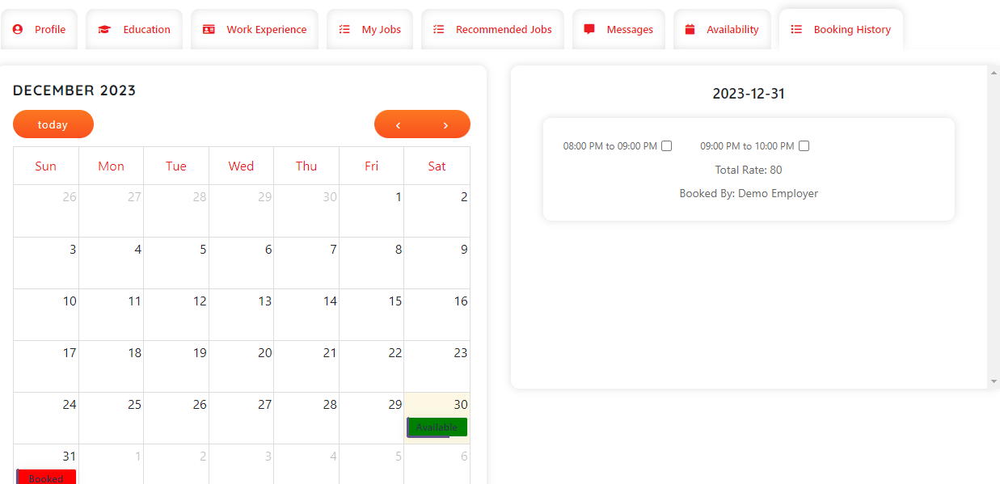 Profile Education Work Experience My Jobs Recommended Jobs Messages Availability Booking History
DECEMBER 2023
today ‹ ›
Sun Mon Tue Wed Thu Fri Sat
26 27 28 29 30 1 2
3 4 5 6 7 8 9
10 11 12 13 14 15 16
17 18 19 20 21 22 23
24 25 26 27 28 29 30
Available
31 1 2 3 4 5 6
Booked
2023-12-31
08:00 PM to 09:00 PM 09:00 PM to 10:00 PM
Total Rate: 80
Booked By: Demo Employer